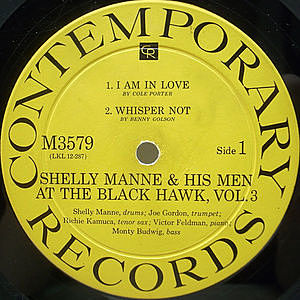 CONTEMPORARY
CR
1. I AM IN LOVE
BY COLE PORTER
2. WHISPER NOT
BY BENNY GOLSON
M3579
(LKL 12-287)
Side 1
SHELLY MANNE & HIS MEN
AT THE BLACK HAWK, VOL. 3
Shelly Manne, drums; Joe Gordon, trumpet;
Richie Kamuca, tenor sax; Victor Feldman, piano;
Monty Budwig, bass
RECORDS